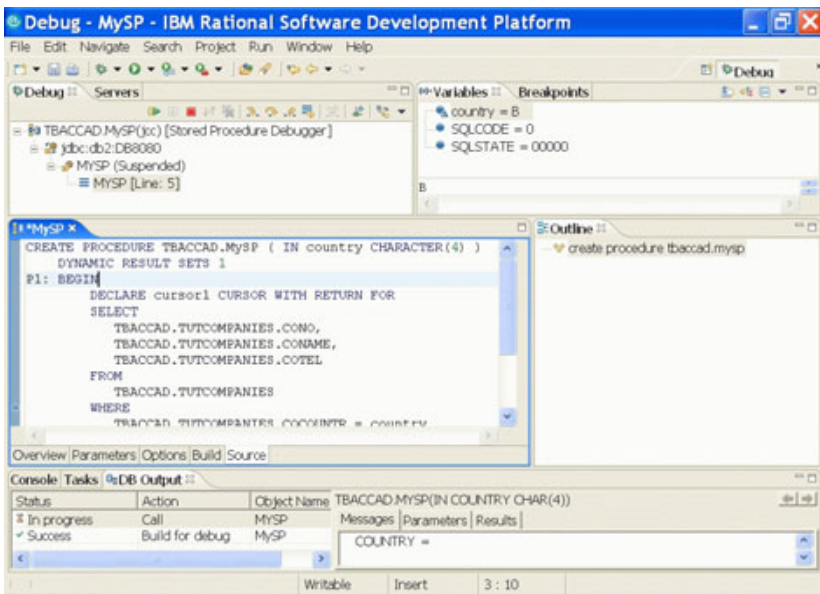 Debug - MySP - IBM Rational Software Development Platform
File Edit Navigate Search Project Run Window Help
Debug
Debug Servers
Variables Breakpoints
TBACCAD.MySP(jcc) [Stored Procedure Debugger]
jdbc:db2:DB8080
MYSP (Suspended)
MYSP [Line: 5]
country = B
SQLCODE = 0
SQLSTATE = 00000
B
*MySP
Outline
CREATE PROCEDURE TBACCAD.MySP ( IN country CHARACTER(4) )
DYNAMIC RESULT SETS 1
P1: BEGIN
DECLARE cursor1 CURSOR WITH RETURN FOR
SELECT
TBACCAD.TUTCOMPANIES.CONO,
TBACCAD.TUTCOMPANIES.CONAME,
TBACCAD.TUTCOMPANIES.COTEL
FROM
TBACCAD.TUTCOMPANIES
WHERE
TBACCAD.TUTCOMPANIES.COCOUNTR = country
create procedure tbaccad.mysp
Overview Parameters Options Build Source
Console Tasks DB Output
Status Action Object Name
In progress Call MYSP
Success Build for debug MySP
TBACCAD.MYSP(IN COUNTRY CHAR(4))
Messages Parameters Results
COUNTRY =
Writable Insert 3 : 10